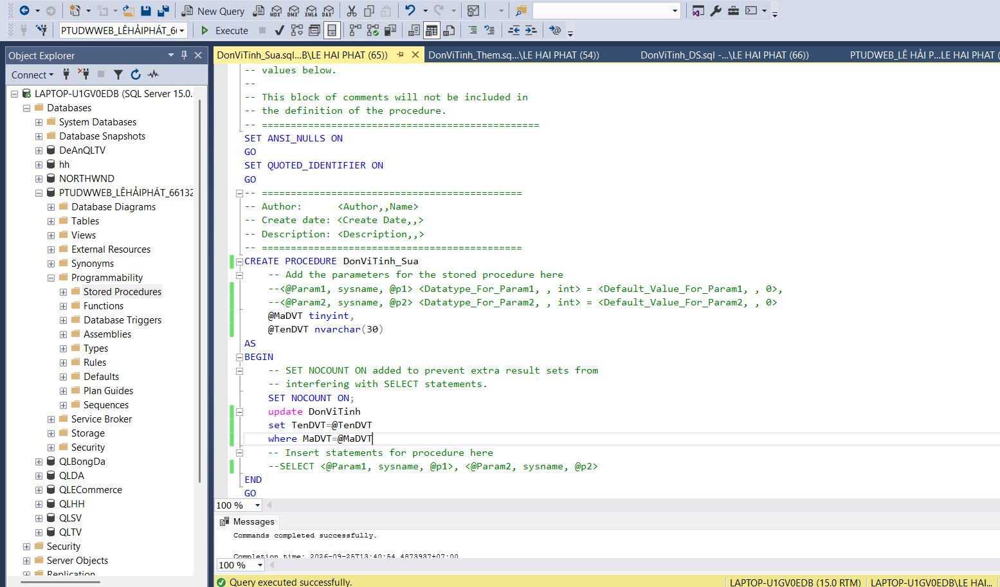 New Query
MDX
DMX
XMLA
DAX
PTUDWWEB_LÊHẢIPHÁT_6
Execute
Object Explorer
Connect
LAPTOP-U1GV0EDB (SQL Server 15.0.
Databases
System Databases
Database Snapshots
DeAnQLTV
hh
NORTHWND
PTUDWWEB_LÊHẢIPHÁT_66132
Database Diagrams
Tables
Views
External Resources
Synonyms
Programmability
Stored Procedures
Functions
Database Triggers
Assemblies
Types
Rules
Defaults
Plan Guides
Sequences
Service Broker
Storage
Security
QLBongDa
QLDA
QLECommerce
QLHH
QLSV
QLTV
Security
Server Objects
Replication
DonViTinh_Sua.sql...B\LE HAI PHAT (65))
DonViTinh_Them.sq...\LE HAI PHAT (54))
DonViTinh_DS.sql -...\LE HAI PHAT (66))
PTUDWEB_LÊ HẢI P...LE HAI PHAT (
-- values below.
--
-- This block of comments will not be included in
-- the definition of the procedure.
-- ================================================
SET ANSI_NULLS ON
GO
SET QUOTED_IDENTIFIER ON
GO
-- =============================================
-- Author:      <Author,,Name>
-- Create date: <Create Date,,>
-- Description: <Description,,>
-- =============================================
CREATE PROCEDURE DonViTinh_Sua
-- Add the parameters for the stored procedure here
--<@Param1, sysname, @p1> <Datatype_For_Param1, , int> = <Default_Value_For_Param1, , 0>,
--<@Param2, sysname, @p2> <Datatype_For_Param2, , int> = <Default_Value_For_Param2, , 0>
@MaDVT tinyint,
@TenDVT nvarchar(30)
AS
BEGIN
-- SET NOCOUNT ON added to prevent extra result sets from
-- interfering with SELECT statements.
SET NOCOUNT ON;
update DonViTinh
set TenDVT=@TenDVT
where MaDVT=@MaDVT
-- Insert statements for procedure here
--SELECT <@Param1, sysname, @p1>, <@Param2, sysname, @p2>
END
GO
100 %
Messages
Commands completed successfully.
Completion time: 2026-09-25T13:40:54.4873937+07:00
100 %
Query executed successfully.
LAPTOP-U1GV0EDB (15.0 RTM)
LAPTOP-U1GV0EDB\LE HAI...